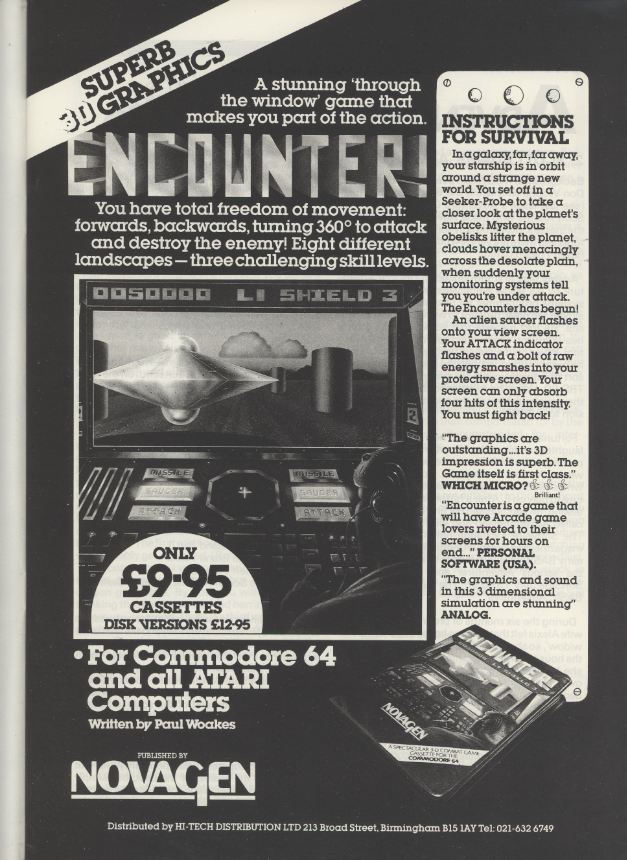 SUPERB
3D GRAPHICS
A stunning 'through
the window' game that
makes you part of the action.
ENCOUNTER!
You have total freedom of movement:
forwards, backwards, turning 360° to attack
and destroy the enemy! Eight different
landscapes — three challenging skill levels.
0050000 L1 SHIELD 3
MISSILE
SAUCER
ATTACK
MISSILE
SAUCER
ATTACK
ONLY
£9-95
CASSETTES
DISK VERSIONS £12-95
• For Commodore 64
and all ATARI
Computers
Written by Paul Woakes
PUBLISHED BY
NOVAGEN
INSTRUCTIONS
FOR SURVIVAL
In a galaxy, far, far away,
your starship is in orbit
around a strange new
world. You set off in a
Seeker-Probe to take a
closer look at the planet's
surface. Mysterious
obelisks litter the planet,
clouds hover menacingly
across the desolate plain,
when suddenly your
monitoring systems tell
you you're under attack.
The Encounter has begun!
An alien saucer flashes
onto your view screen.
Your ATTACK indicator
flashes and a bolt of raw
energy smashes into your
protective screen. Your
screen can only absorb
four hits of this intensity.
You must fight back!
"The graphics are
outstanding...it's 3D
impression is superb. The
Game itself is first class."
WHICH MICRO?
Brilliant!
"Encounter is a game that
will have Arcade game
lovers riveted to their
screens for hours on
end..." PERSONAL
SOFTWARE (USA).
"The graphics and sound
in this 3 dimensional
simulation are stunning"
ANALOG.
ENCOUNTER!
NOVAGEN
A SPECTACULAR 3-D COMBAT GAME
CASSETTE FOR THE
COMMODORE 64
Distributed by HI-TECH DISTRIBUTION LTD 213 Broad Street, Birmingham B15 1AY Tel: 021-632 6749